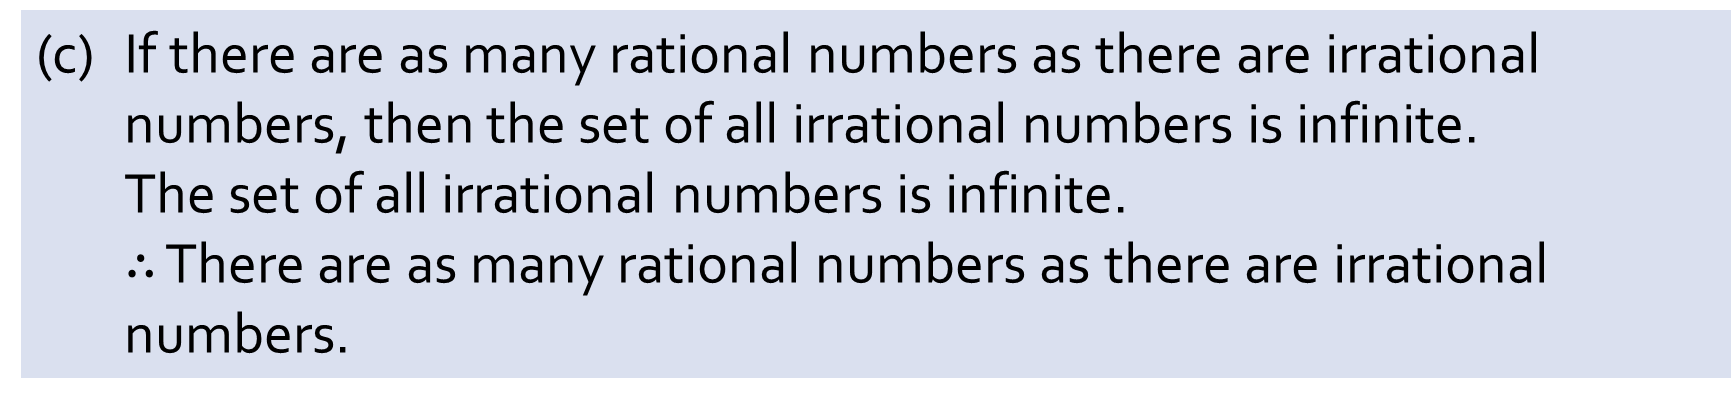 (c) If there are as many rational numbers as there are irrational
numbers, then the set of all irrational numbers is infinite.
The set of all irrational numbers is infinite.
∴ There are as many rational numbers as there are irrational
numbers.